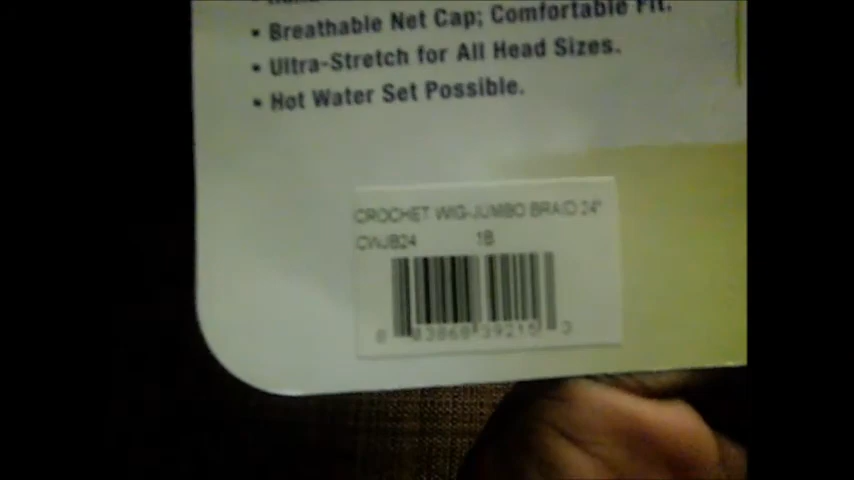 • Breathable Net Cap; Comfortable Fit.
• Ultra-Stretch for All Head Sizes.
• Hot Water Set Possible.
CROCHET WIG-JUMBO BRAID 24"
CWJB24 1B
3